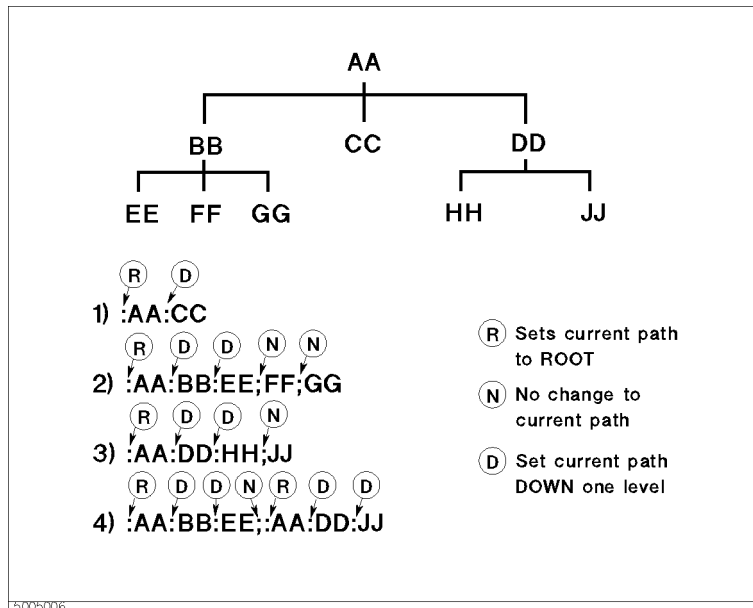 AA
BB CC DD
EE FF GG HH JJ
R D
1) :AA:CC
R D D N N
2) :AA:BB:EE;FF;GG
R D D N
3) :AA:DD:HH;JJ
R D D N R D D
4) :AA:BB:EE;:AA:DD:JJ
R Sets current path
to ROOT
N No change to
current path
D Set current path
DOWN one level
5005006